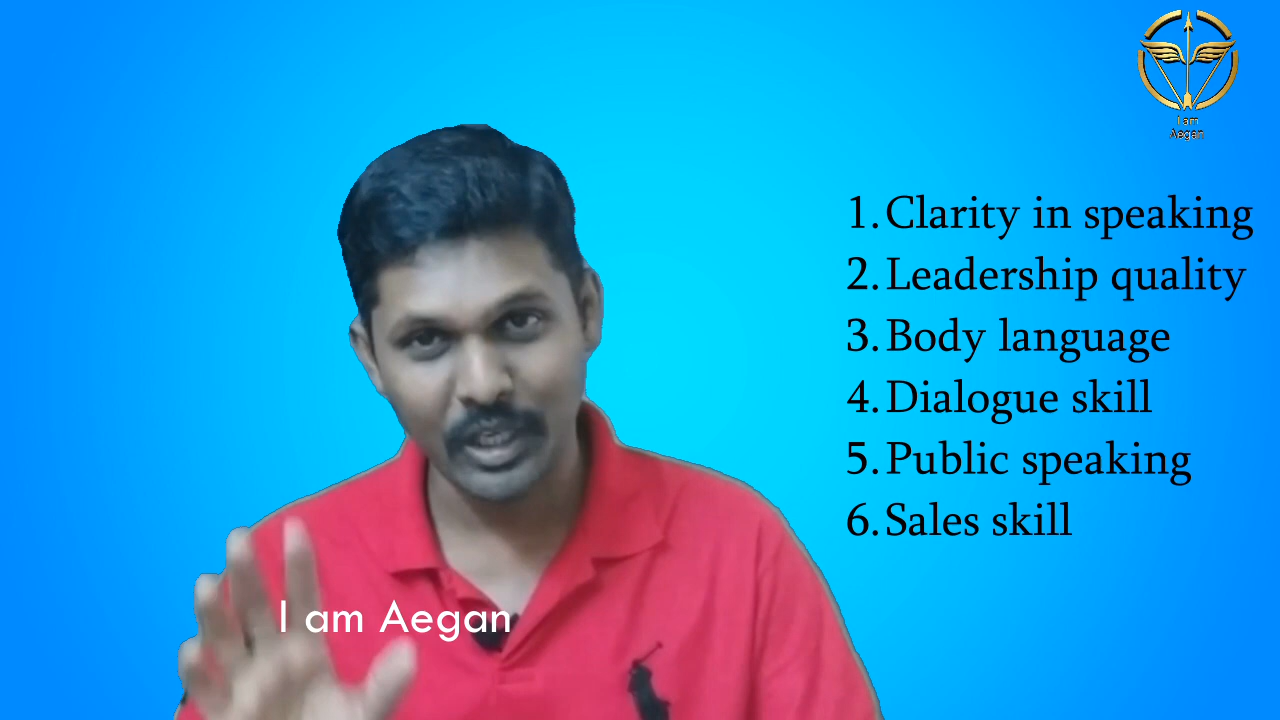 I am
Aegan
1. Clarity in speaking
2. Leadership quality
3. Body language
4. Dialogue skill
5. Public speaking
6. Sales skill
I am Aegan